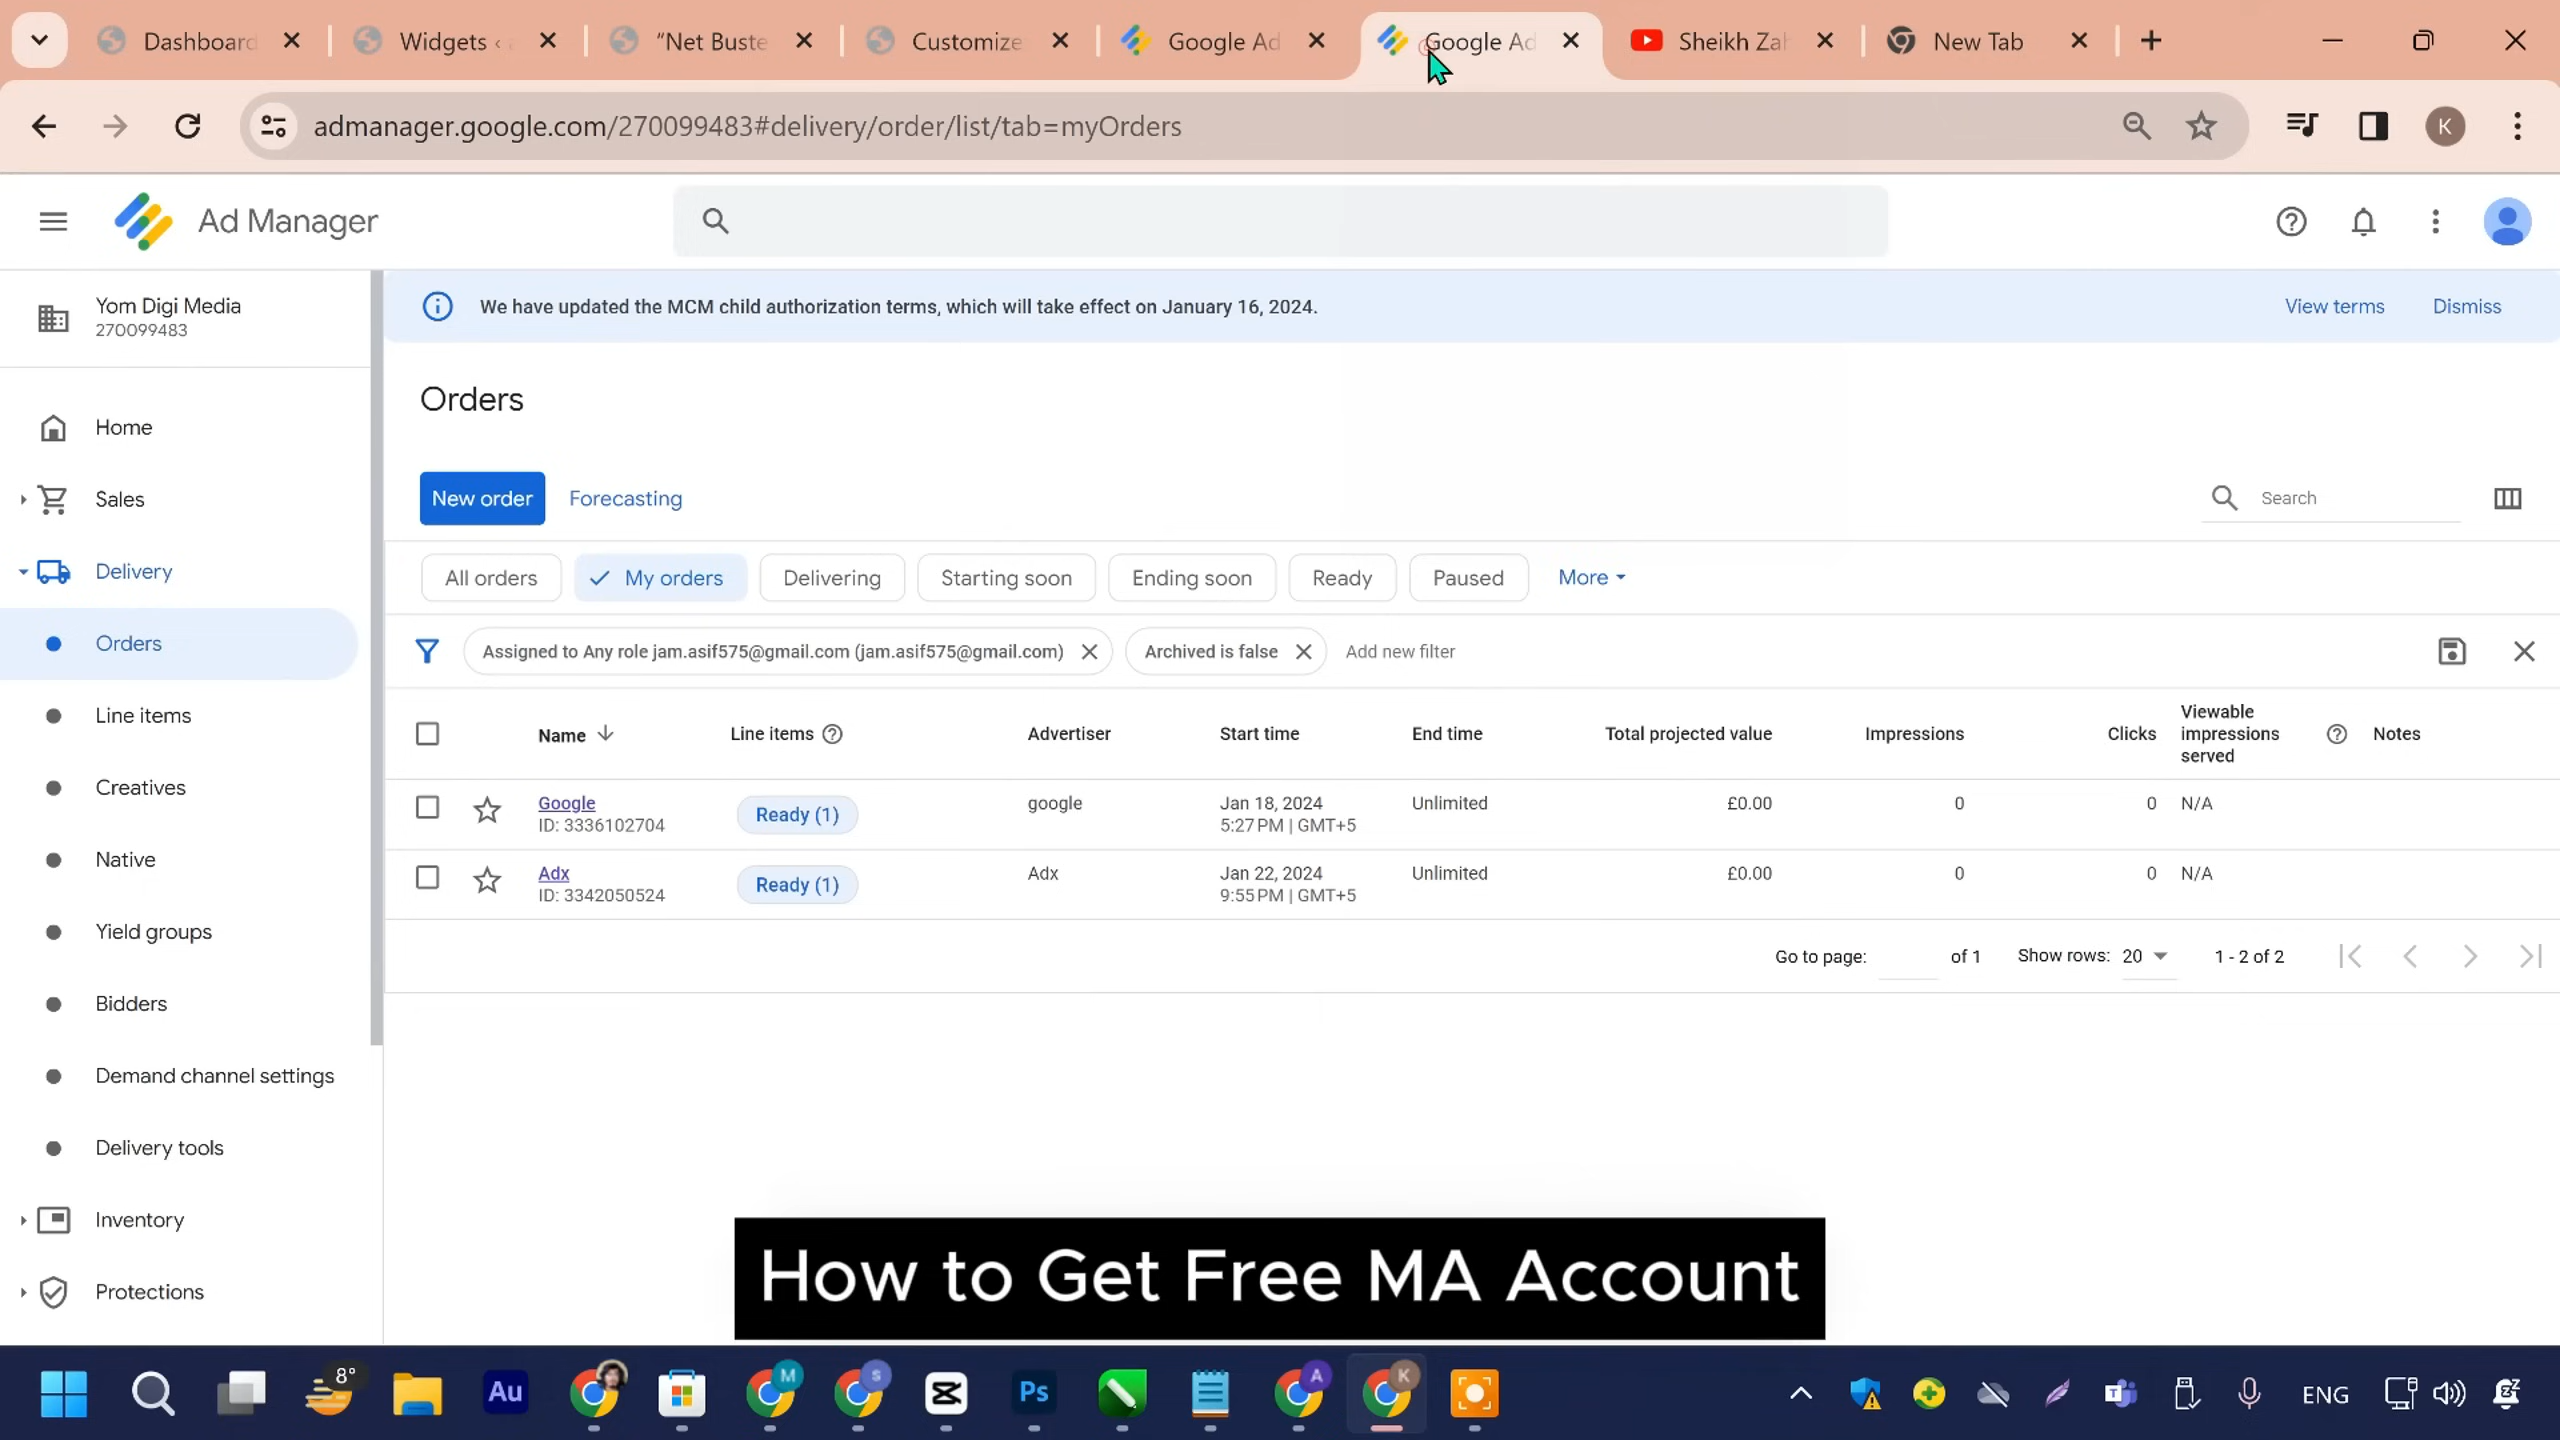 Dashboard
Widgets ‹
“Net Buste
Customize
Google Ad
Google Ad
Sheikh Zah
New Tab
admanager.google.com/270099483#delivery/order/list/tab=myOrders
K
Ad Manager
Yom Digi Media
270099483
We have updated the MCM child authorization terms, which will take effect on January 16, 2024.
View terms
Dismiss
Home
Sales
Delivery
Orders
Line items
Creatives
Native
Yield groups
Bidders
Demand channel settings
Delivery tools
Inventory
Protections
Orders
New order
Forecasting
Search
All orders
My orders
Delivering
Starting soon
Ending soon
Ready
Paused
More
Assigned to Any role jam.asif575@gmail.com (jam.asif575@gmail.com)
Archived is false
Add new filter
Name
Line items
Advertiser
Start time
End time
Total projected value
Impressions
Clicks
Viewable
impressions
served
Notes
Google
ID: 3336102704
Ready (1)
google
Jan 18, 2024
5:27 PM | GMT+5
Unlimited
£0.00
0
0
N/A
Adx
ID: 3342050524
Ready (1)
Adx
Jan 22, 2024
9:55 PM | GMT+5
Unlimited
£0.00
0
0
N/A
Go to page:
of 1
Show rows:
20
1 - 2 of 2
How to Get Free MA Account
8°
Au
M
S
Ps
A
K
ENG